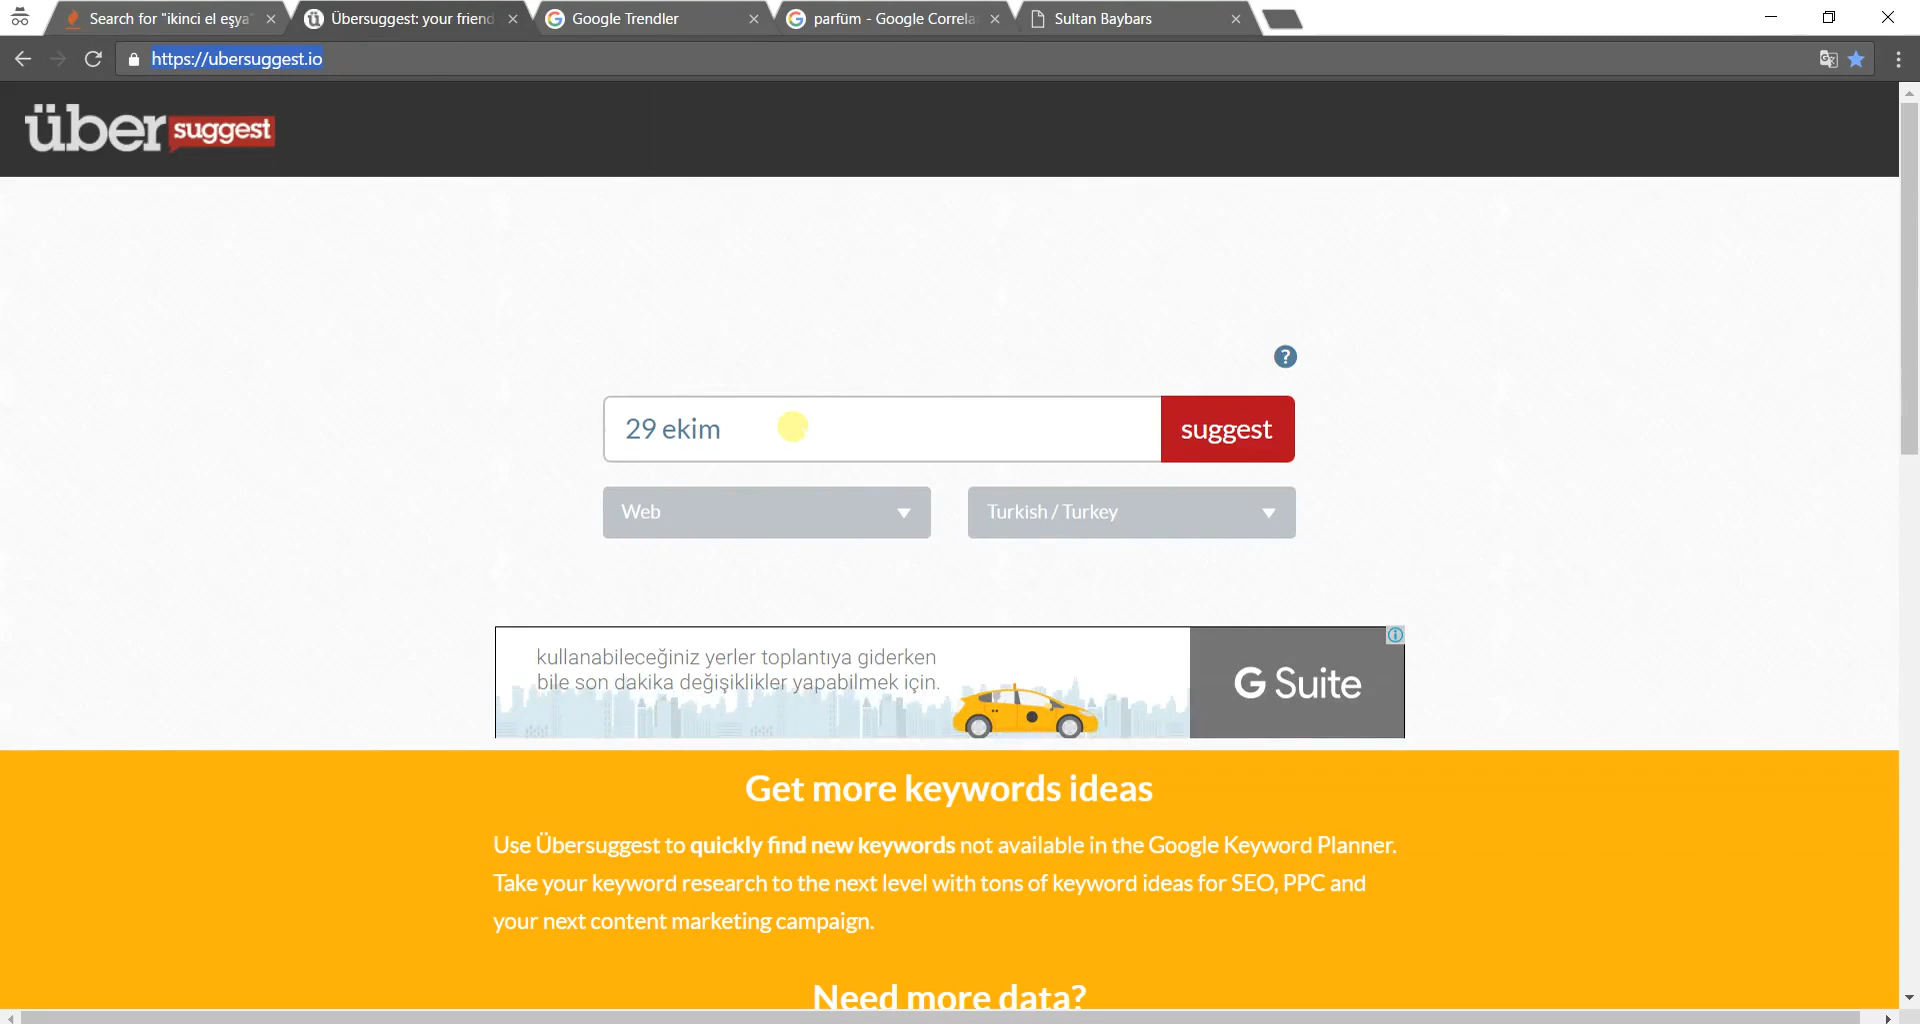 Search for "ikinci el eşya"
Übersuggest: your friend
Google Trendler
parfüm - Google Correla
Sultan Baybars
https://ubersuggest.io
über suggest
?
29 ekim
suggest
Web
Turkish / Turkey
kullanabileceğiniz yerler toplantıya giderken
bile son dakika değişiklikler yapabilmek için.
G Suite
Get more keywords ideas
Use Übersuggest to quickly find new keywords not available in the Google Keyword Planner.
Take your keyword research to the next level with tons of keyword ideas for SEO, PPC and
your next content marketing campaign.
Need more data?